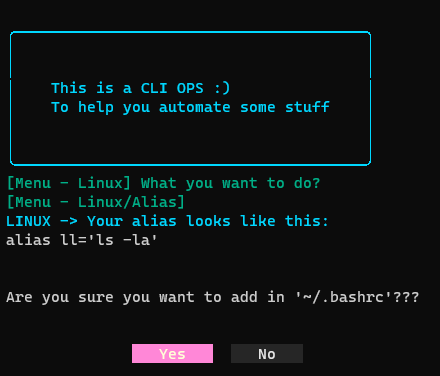 This is a CLI OPS :)
To help you automate some stuff
[Menu - Linux] What you want to do?
[Menu - Linux/Alias]
LINUX -> Your alias looks like this:
alias ll='ls -la'
Are you sure you want to add in '~/.bashrc'???
Yes No